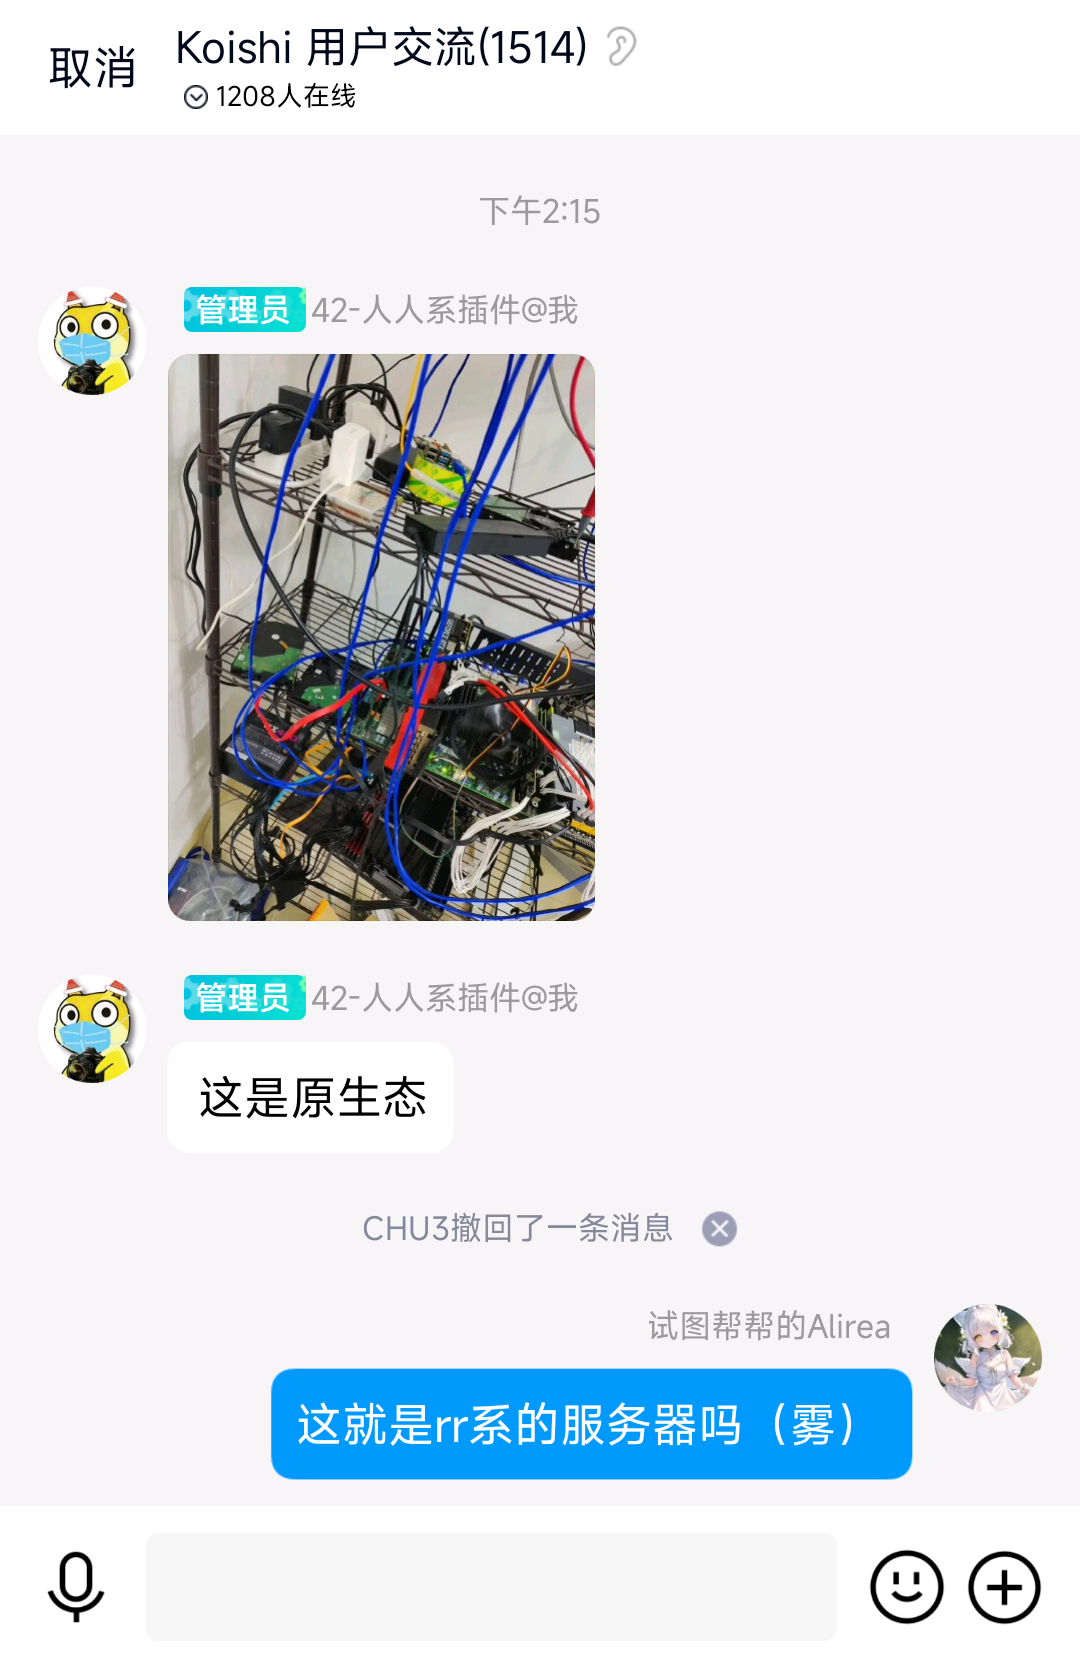 取消
Koishi 用户交流(1514)
1208人在线
下午2:15
管理员 42-人人系插件@我
管理员 42-人人系插件@我
这是原生态
CHU3撤回了一条消息
试图帮帮的Alirea
这就是rr系的服务器吗（雾）